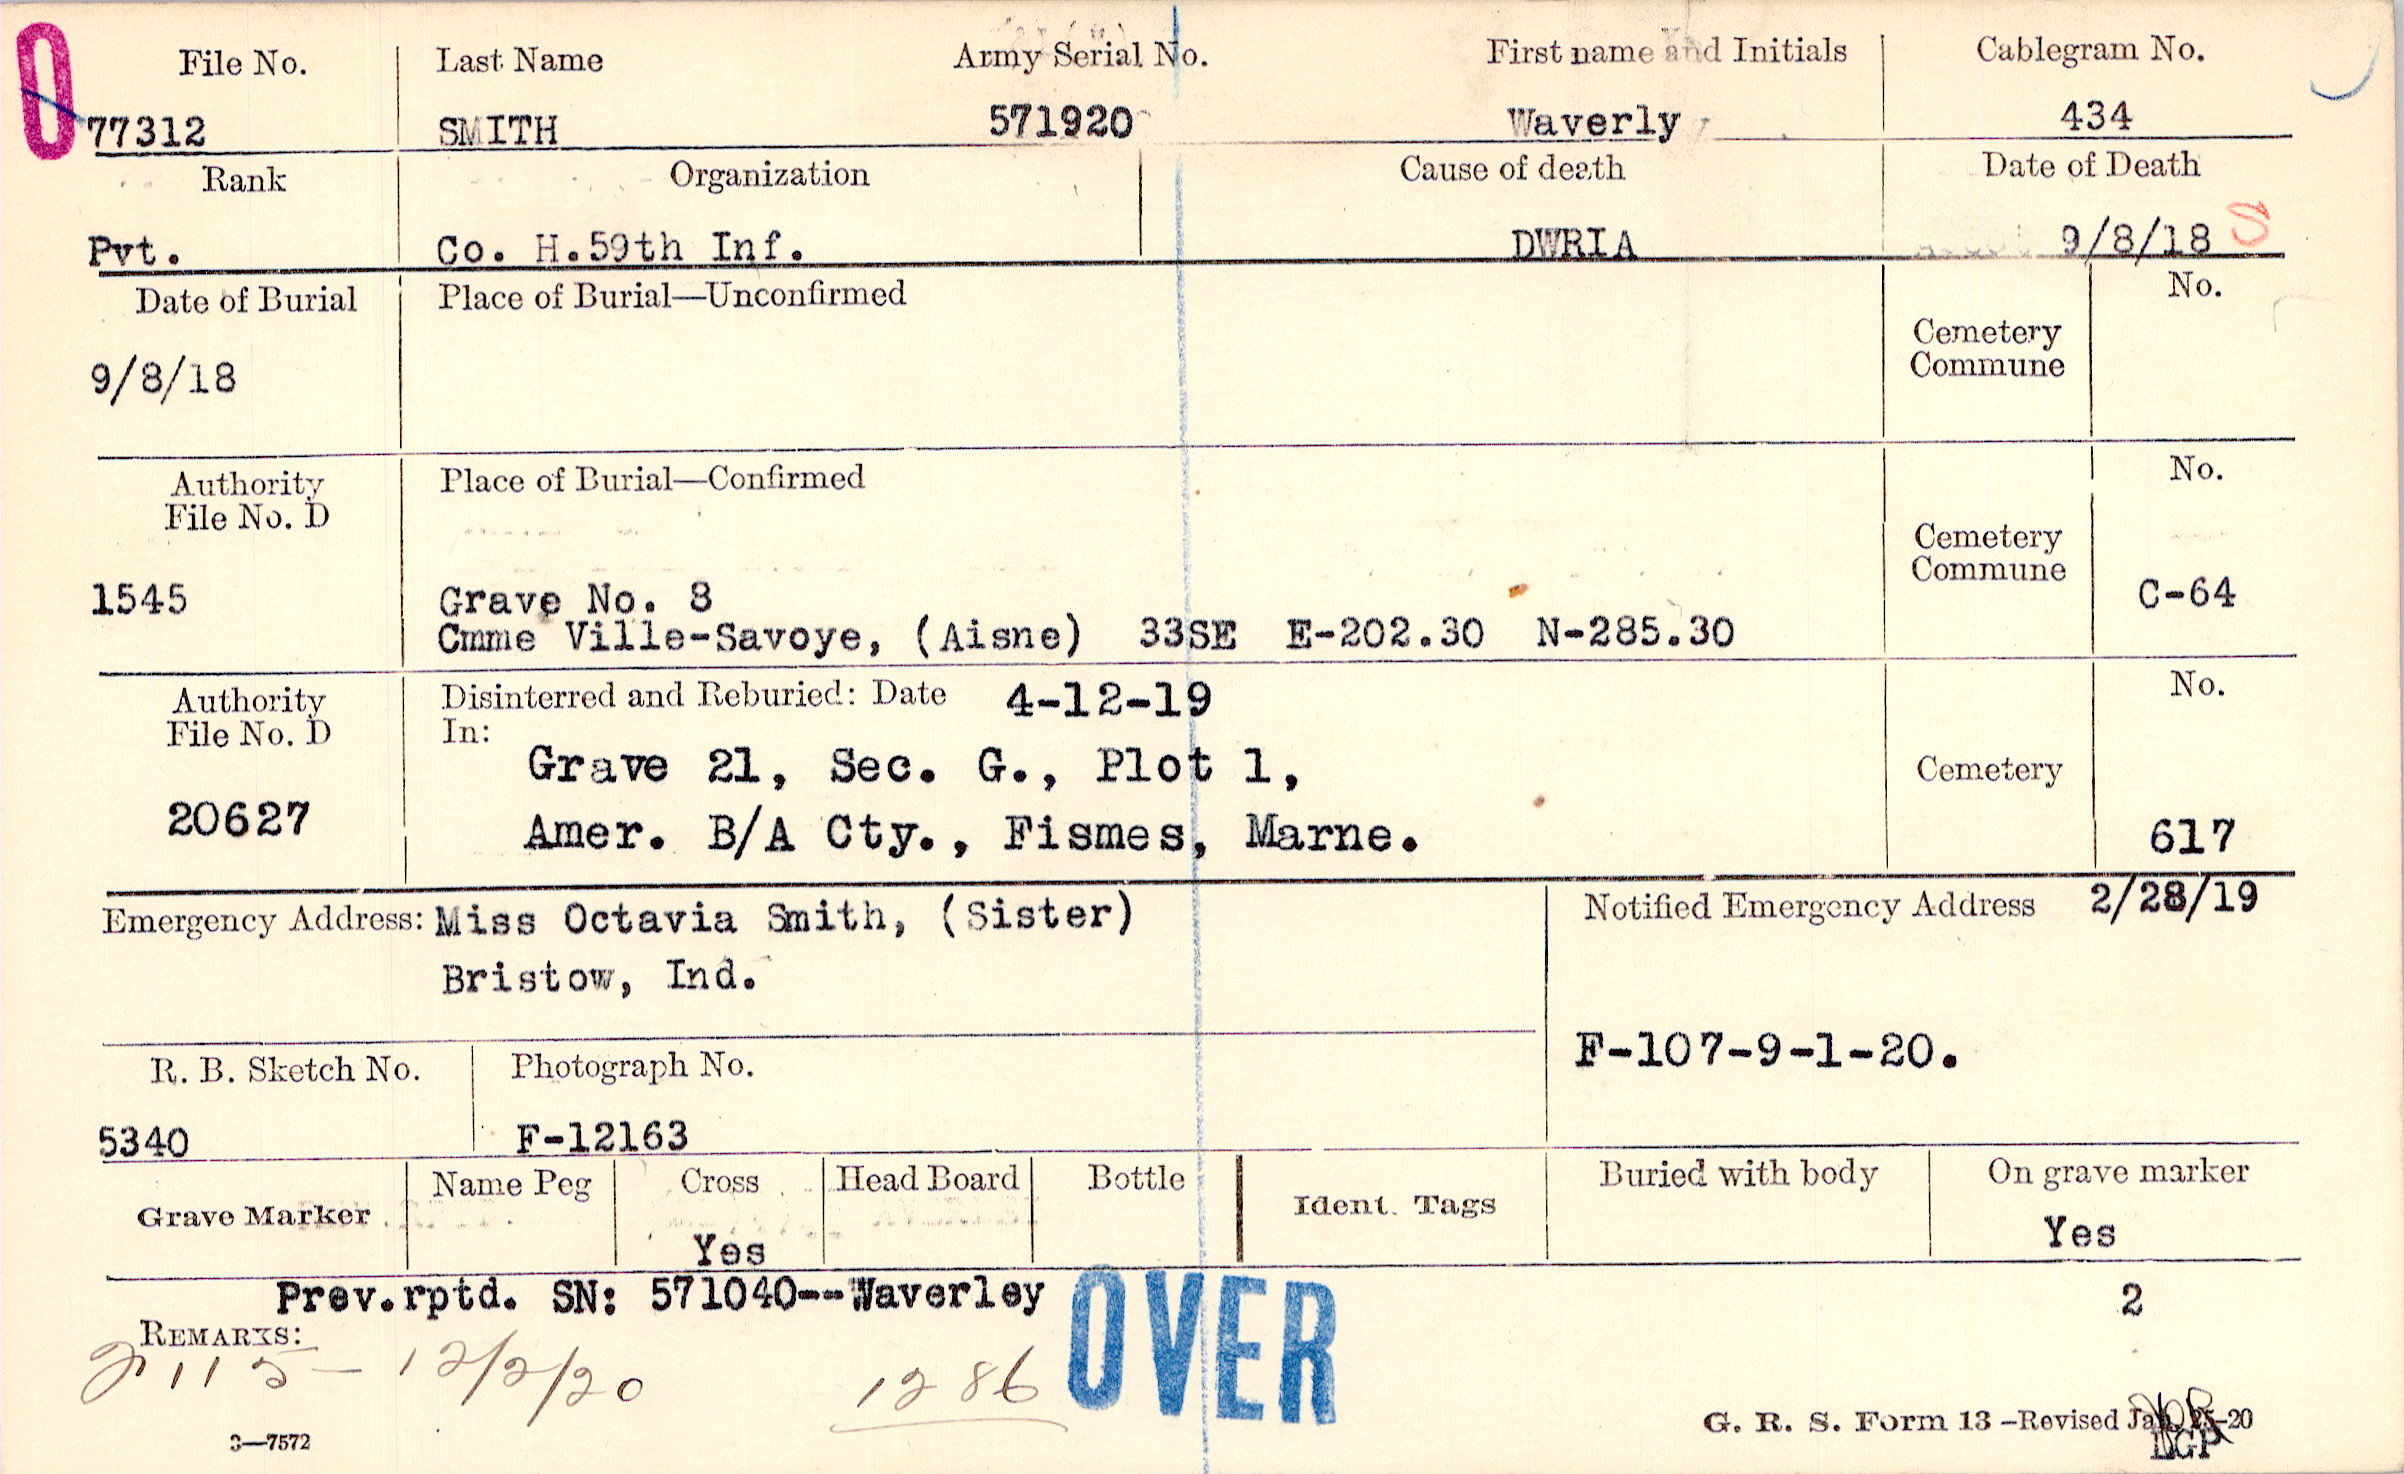 0
File No. Last Name Army Serial No. First name and Initials Cablegram No.
77312 SMITH 571920 Waverly 434
Rank Organization Cause of death Date of Death
Pvt. Co. H.59th Inf. DWRIA 9/8/18 S
Date of Burial Place of Burial—Unconfirmed No.
Cemetery
Commune
9/8/18
Authority Place of Burial—Confirmed No.
File No. D
Cemetery
Commune
1545 Grave No. 8 C-64
Cmme Ville-Savoye, (Aisne) 33SE E-202.30 N-285.30
Authority Disinterred and Reburied: Date 4-12-19 No.
File No. D In:
Grave 21, Sec. G., Plot 1, Cemetery
20627 Amer. B/A Cty., Fismes, Marne. 617
Emergency Address: Miss Octavia Smith, (Sister) Notified Emergency Address 2/28/19
Bristow, Ind.
F-107-9-1-20.
R. B. Sketch No. Photograph No.
5340 F-12163
Grave Marker Name Peg Cross Head Board Bottle Ident. Tags Buried with body On grave marker
Yes Yes
Prev.rptd. SN: 571040--Waverley OVER 2
REMARKS:
115 - 12/2/20 1286
3—7572 G. R. S. Form 13 -Revised Jan. 25-20